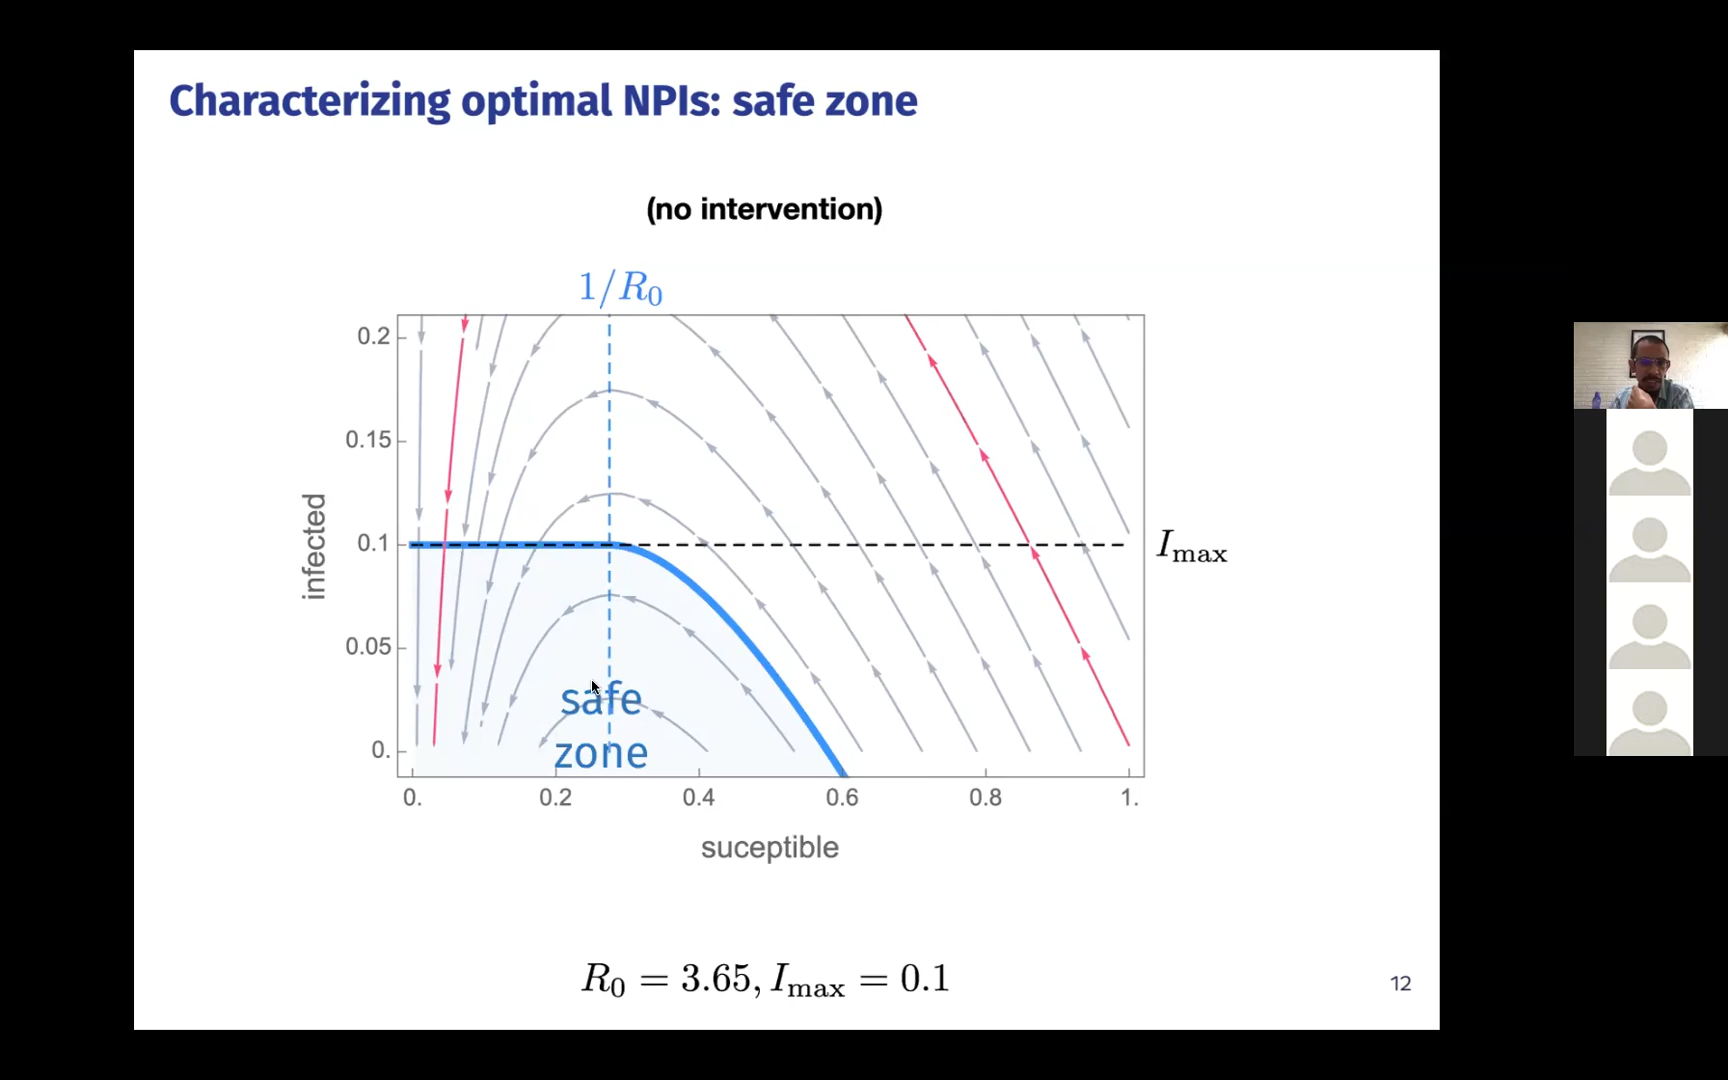 Characterizing optimal NPIs: safe zone
(no intervention)
1/R₀
0.2
0.15
0.1
0.05
0.
infected
Iₘₐₓ
safe
zone
0. 0.2 0.4 0.6 0.8 1.
suceptible
R₀ = 3.65, Iₘₐₓ = 0.1
12